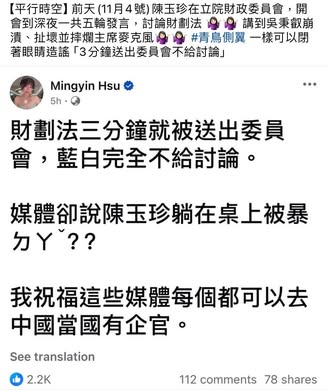 【平行時空】前天(11月4號)陳玉珍在立院財政委員會，開
會到深夜一共五輪發言，討論財劃法🤷🏻‍♀️🤷🏻‍♀️ 講到吳秉叡崩
潰、扯壞並摔爛主席麥克風🤷🏻‍♀️🤷🏻‍♀️ #青鳥側翼 一樣可以閉
著眼睛造謠「3分鐘送出委員會不給討論」
Mingyin Hsu
5h ·
財劃法三分鐘就被送出委員
會，藍白完全不給討論。
媒體卻說陳玉珍躺在桌上被暴
ㄉㄚˇ??
我祝福這些媒體每個都可以去
中國當國有企官。
See translation
2.2K
112 comments 78 shares